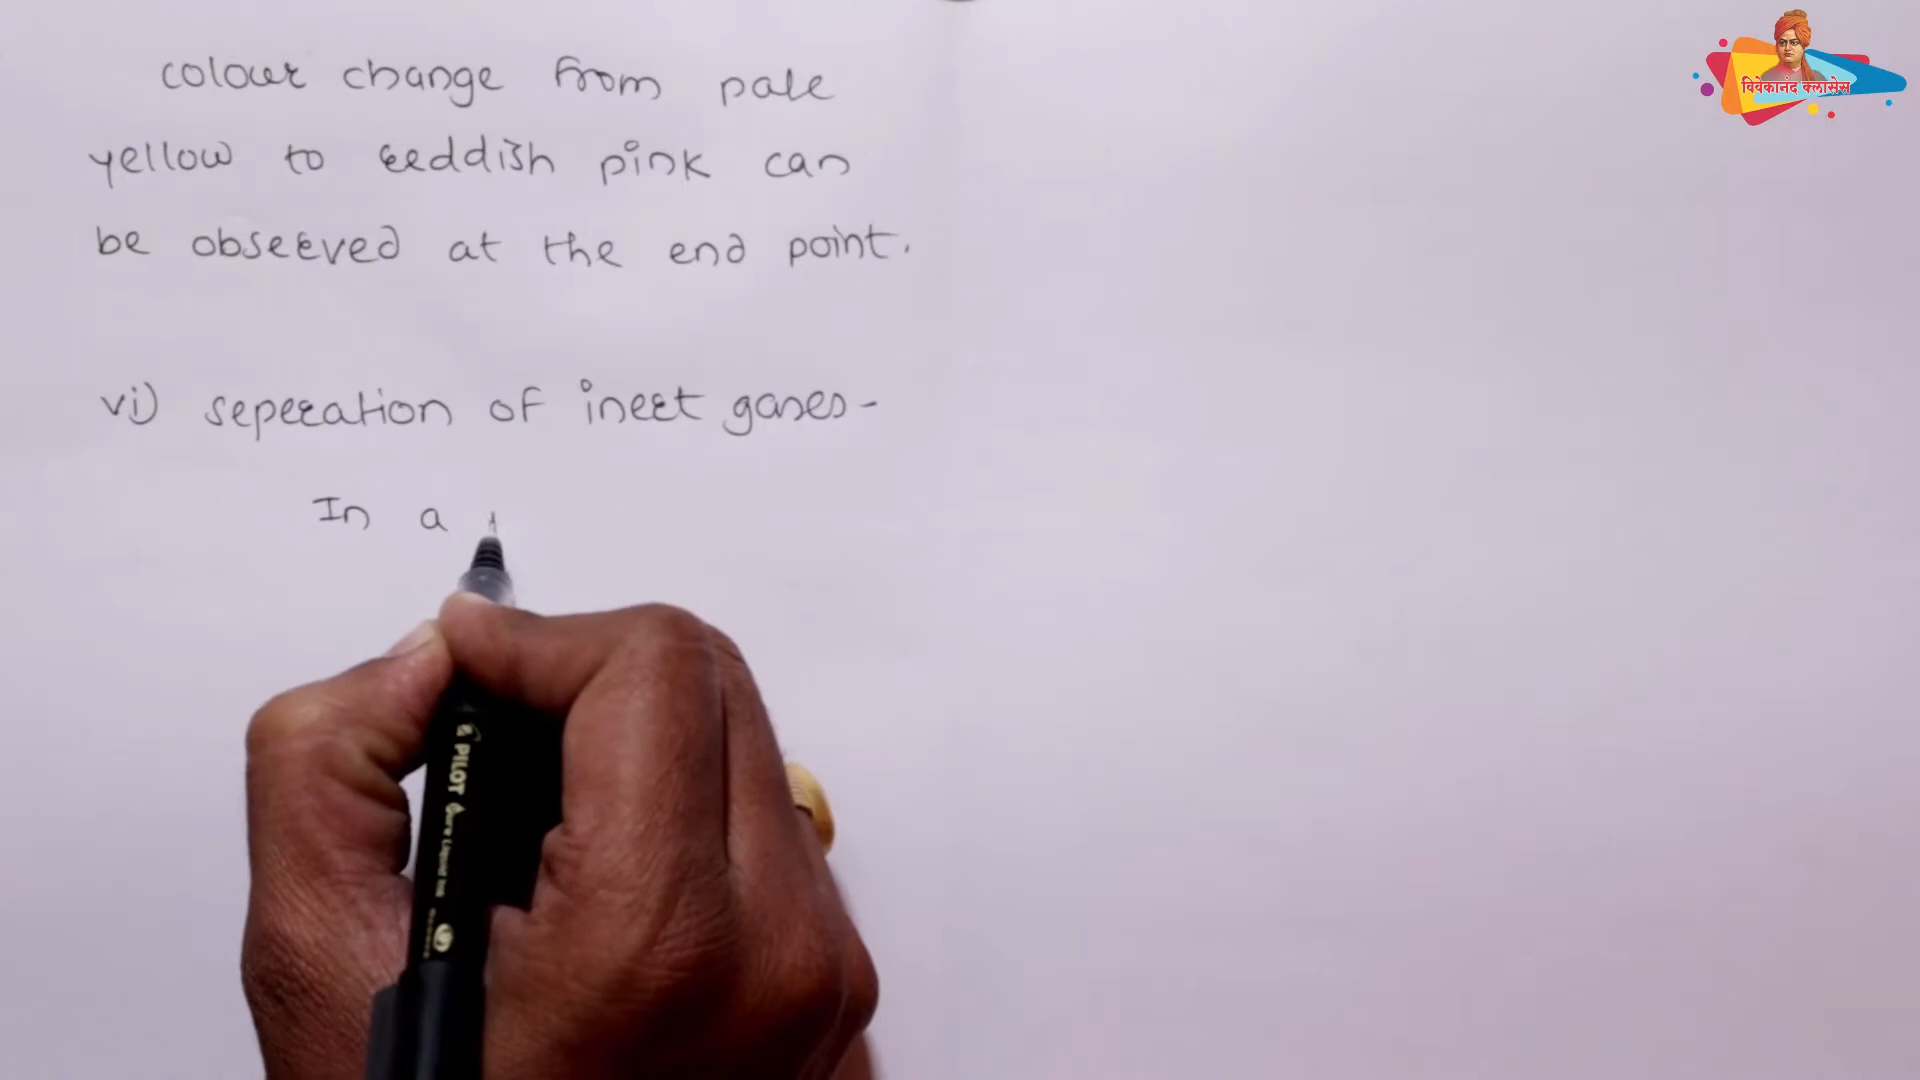 colour change from pale
yellow to reddish pink can
be observed at the end point.
vi) seperation of inert gases-
In a
विवेकानंद क्लासेस
PILOT